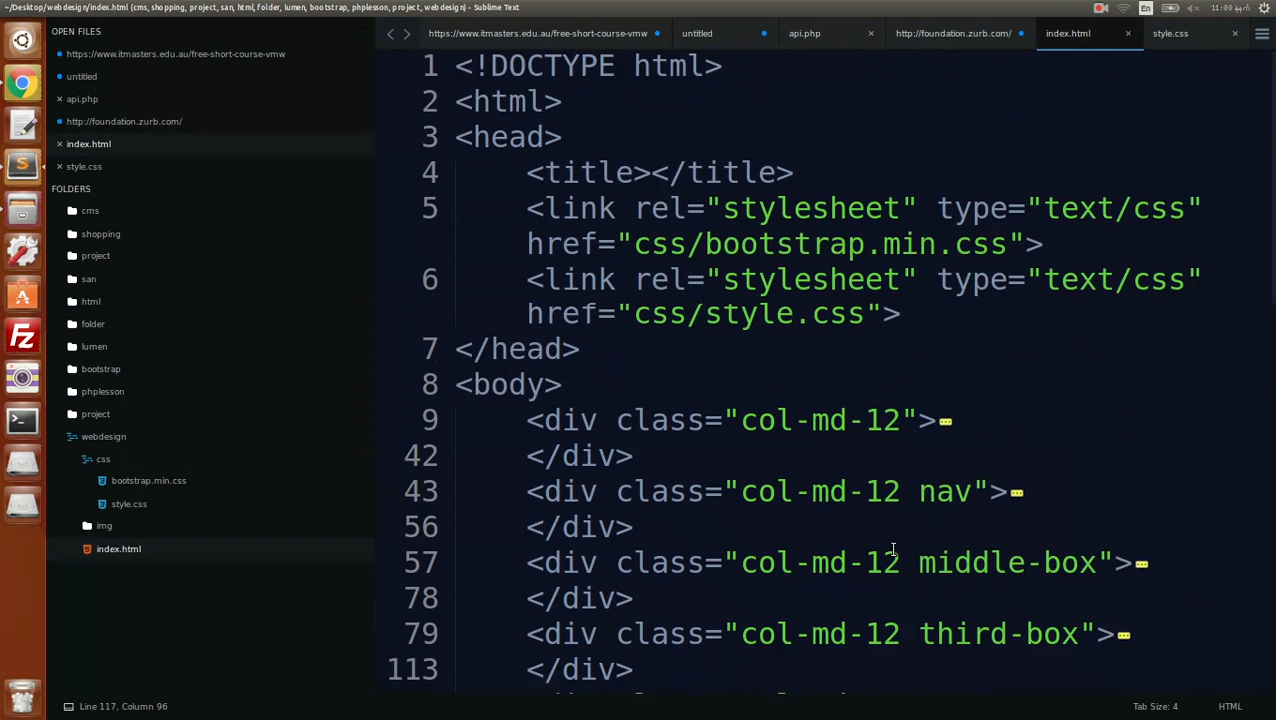 ~/Desktop/webdesign/index.html (cms, shopping, project, san, html, folder, lumen, bootstrap, phplesson, project, webdesign) - Sublime Text
En
OPEN FILES
https://www.itmasters.edu.au/free-short-course-vmw
untitled
api.php
http://foundation.zurb.com/
index.html
style.css
FOLDERS
cms
shopping
project
san
html
folder
lumen
bootstrap
phplesson
project
webdesign
css
bootstrap.min.css
style.css
img
index.html
https://www.itmasters.edu.au/free-short-course-vmw
untitled
api.php
http://foundation.zurb.com/
index.html
style.css
1 <!DOCTYPE html>
2 <html>
3 <head>
4 <title></title>
5 <link rel="stylesheet" type="text/css"
href="css/bootstrap.min.css">
6 <link rel="stylesheet" type="text/css"
href="css/style.css">
7 </head>
8 <body>
9 <div class="col-md-12">
42 </div>
43 <div class="col-md-12 nav">
56 </div>
57 <div class="col-md-12 middle-box">
78 </div>
79 <div class="col-md-12 third-box">
113 </div>
Line 117, Column 96
Tab Size: 4
HTML